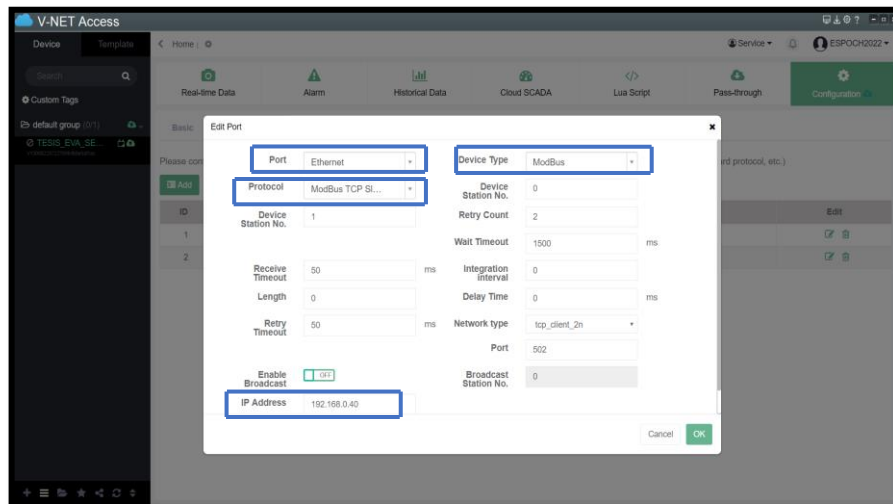 V-NET Access
Device
Template
Home :
Service
ESPOCH2022
Search
Custom Tags
Real-time Data
Alarm
Historical Data
Cloud SCADA
Lua Script
Pass-through
Configuration
default group (0/1)
TESIS_EVA_SE...
Basic
Edit Port
Please con
rd protocol, etc.)
Add
ID
Edit
1
2
Port
Ethernet
Device Type
ModBus
Protocol
ModBus TCP Sl...
Device Station No.
0
Device Station No.
1
Retry Count
2
Wait Timeout
1500
ms
Receive Timeout
50
ms
Integration interval
0
Length
0
Delay Time
0
ms
Retry Timeout
50
ms
Network type
tcp_client_2n
Port
502
Enable Broadcast
OFF
Broadcast Station No.
0
IP Address
192.168.0.40
Cancel
OK